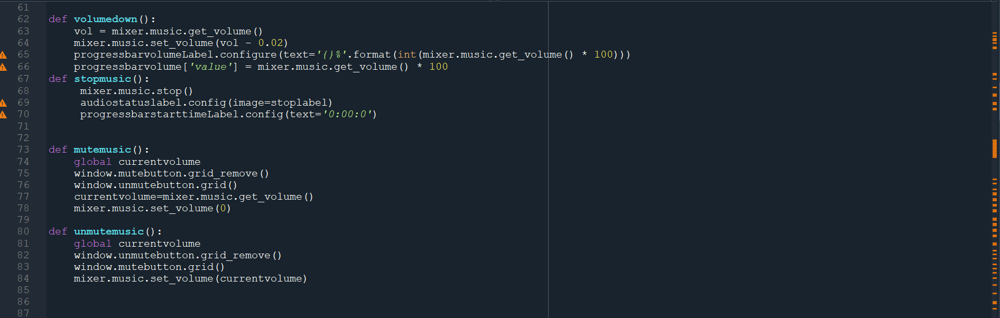 61
62 def volumedown():
63     vol = mixer.music.get_volume()
64     mixer.music.set_volume(vol - 0.02)
65     progressbarvolumeLabel.configure(text='{}%'.format(int(mixer.music.get_volume() * 100)))
66     progressbarvolume['value'] = mixer.music.get_volume() * 100
67 def stopmusic():
68      mixer.music.stop()
69      audiostatuslabel.config(image=stoplabel)
70      progressbarstarttimeLabel.config(text='0:00:0')
71
72
73 def mutemusic():
74     global currentvolume
75     window.mutebutton.grid_remove()
76     window.unmutebutton.grid()
77     currentvolume=mixer.music.get_volume()
78     mixer.music.set_volume(0)
79
80 def unmutemusic():
81     global currentvolume
82     window.unmutebutton.grid_remove()
83     window.mutebutton.grid()
84     mixer.music.set_volume(currentvolume)
85
86
87